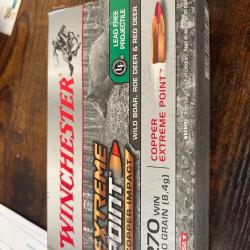 WINCHESTER
EXTREME
POINT
COPPER IMPACT
LEAD FREE
PROJECTILE
LF
WILD BOAR, ROE DEER & RED DEER
COPPER
EXTREME POINT
270 WIN
GRAIN (8.4g)